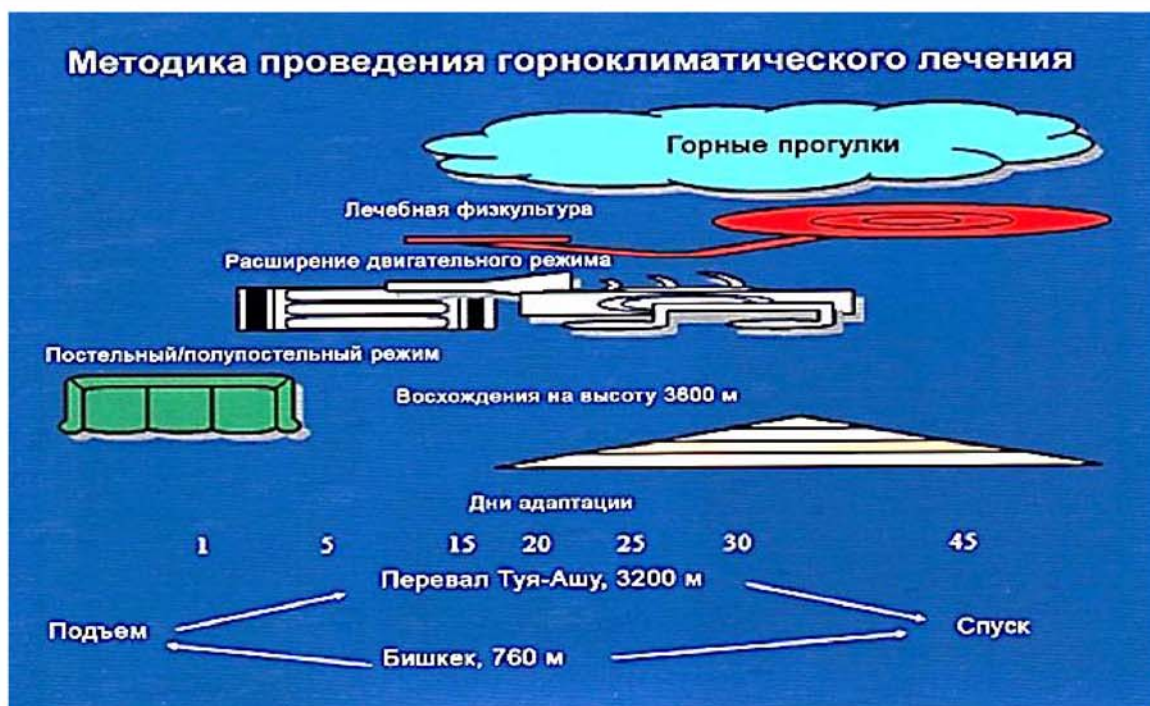 Методика проведения горноклиматического лечения
Горные прогулки
Лечебная физкультура
Расширение двигательного режима
Постельный/полупостельный режим
Восхождения на высоту 3600 м
Дни адаптации
1 5 15 20 25 30 45
Перевал Туя-Ашу, 3200 м
Подъем
Спуск
Бишкек, 760 м